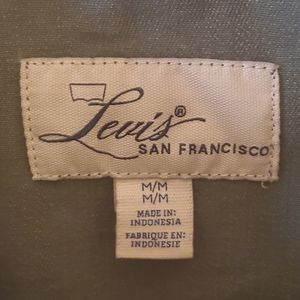 Levi's®
SAN FRANCISCO
M/M
M/M
MADE IN:
INDONESIA
FABRIQUE EN:
INDONESIE